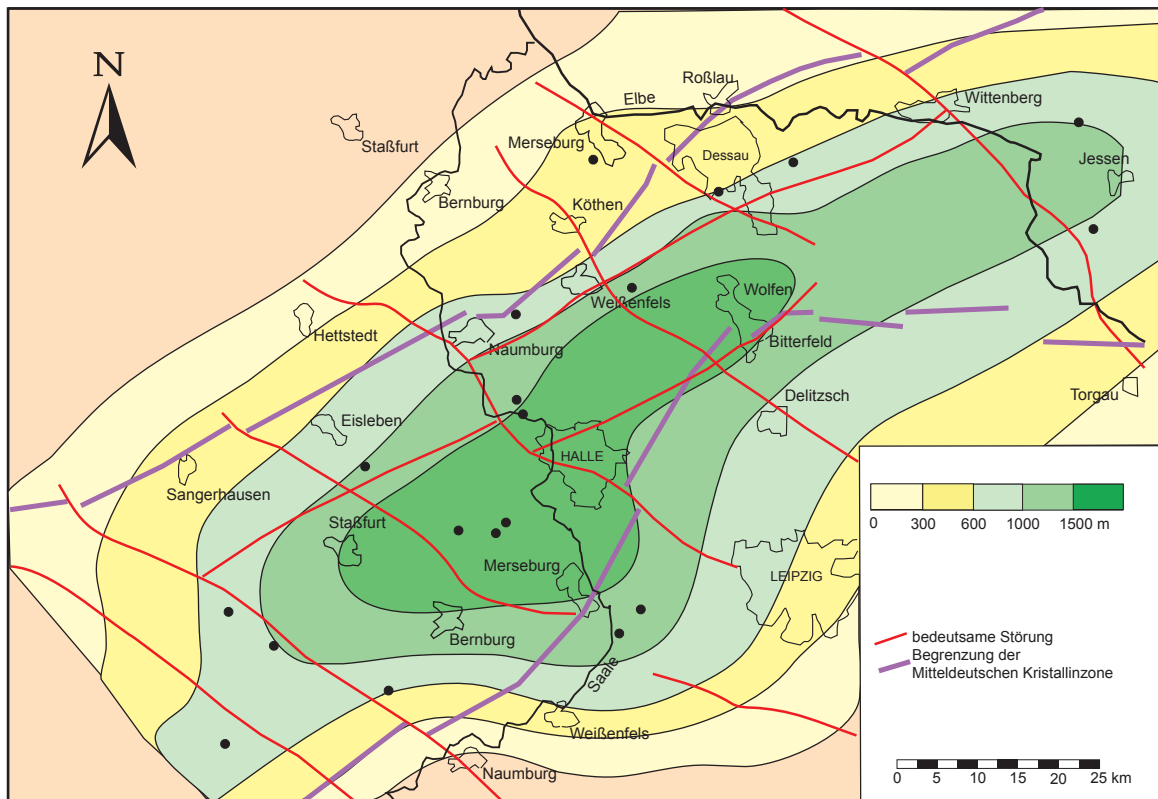 N
Elbe
Roßlau
Wittenberg
Staßfurt
Merseburg
Dessau
Jessen
Bernburg
Köthen
Wolfen
Weißenfels
Hettstedt
Naumburg
Bitterfeld
Torgau
Delitzsch
Eisleben
HALLE
Sangerhausen
Staßfurt
Merseburg
LEIPZIG
Bernburg
Saale
Weißenfels
Naumburg
0 300 600 1000 1500 m
bedeutsame Störung
Begrenzung der
Mitteldeutschen Kristallinzone
0 5 10 15 20 25 km